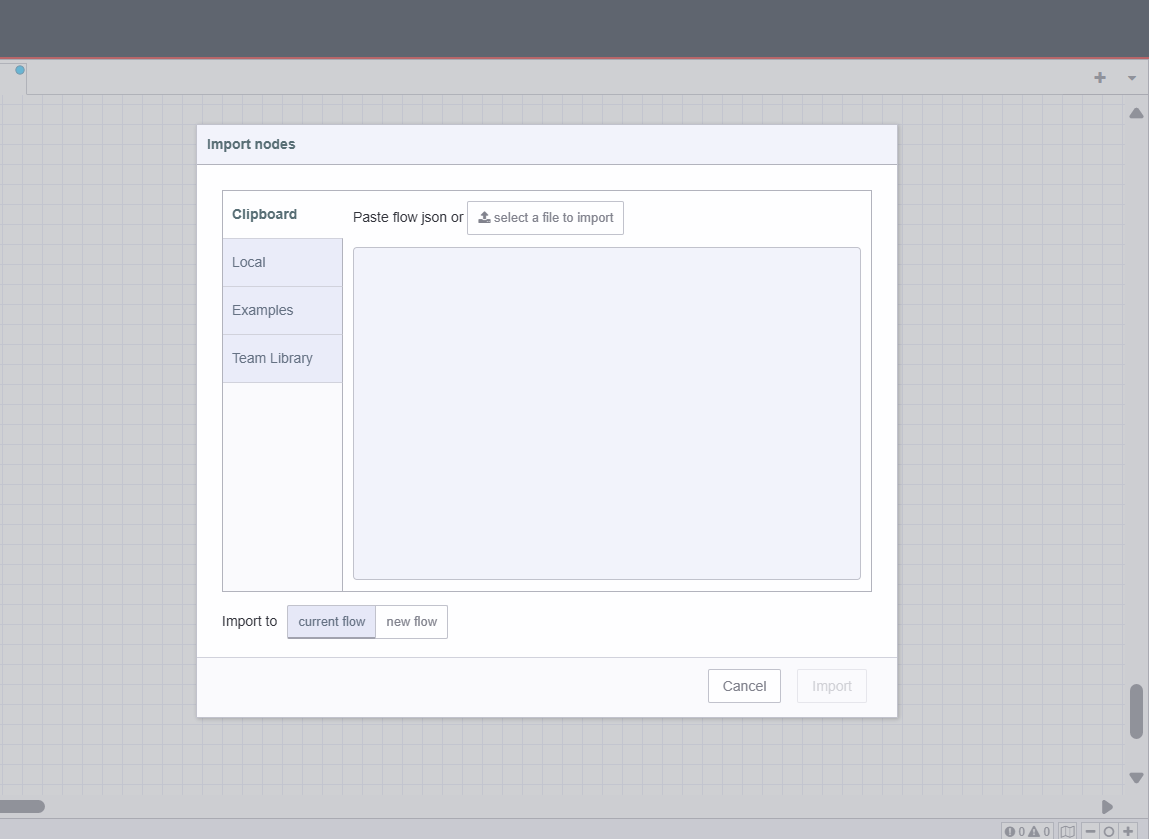 Import nodes
Clipboard
Paste flow json or select a file to import
Local
Examples
Team Library
Import to current flow new flow
Cancel Import
0 0